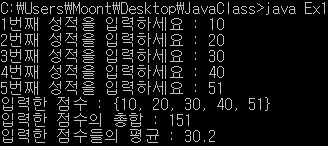 C:₩Users₩Moont₩Desktop₩JavaClass>java Ex1
1번째 성적을 입력하세요 : 10
2번째 성적을 입력하세요 : 20
3번째 성적을 입력하세요 : 30
4번째 성적을 입력하세요 : 40
5번째 성적을 입력하세요 : 51
입력한 점수 : {10, 20, 30, 40, 51}
입력한 점수의 총합 : 151
입력한 점수들의 평균 : 30.2